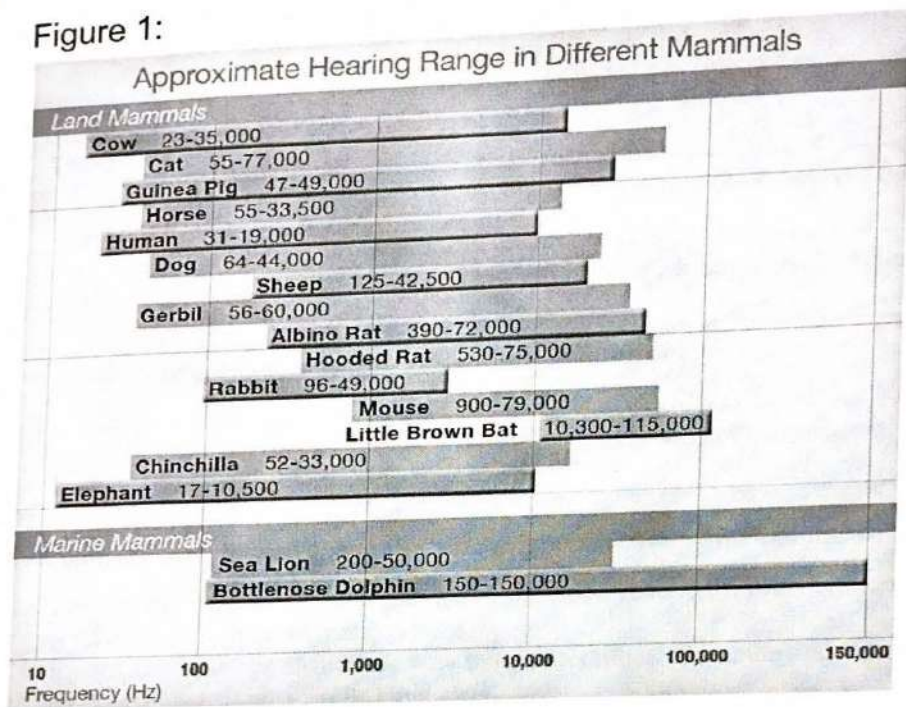 Figure 1:
Approximate Hearing Range in Different Mammals
Land Mammals
Cow 23-35,000
Cat 55-77,000
Guinea Pig 47-49,000
Horse 55-33,500
Human 31-19,000
Dog 64-44,000
Sheep 125-42,500
Gerbil 56-60,000
Albino Rat 390-72,000
Hooded Rat 530-75,000
Rabbit 96-49,000
Mouse 900-79,000
Little Brown Bat 10,300-115,000
Chinchilla 52-33,000
Elephant 17-10,500
Marine Mammals
Sea Lion 200-50,000
Bottlenose Dolphin 150-150,000
10 100 1,000 10,000 100,000 150,000
Frequency (Hz)